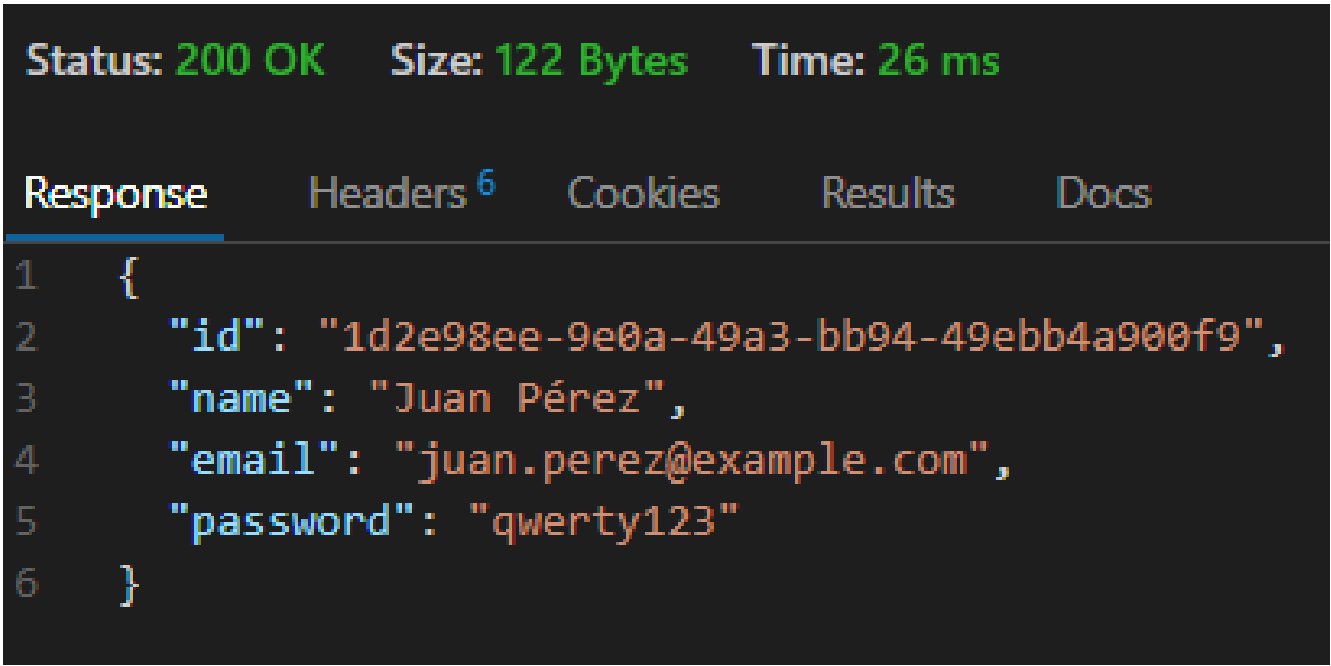 Status: 200 OK Size: 122 Bytes Time: 26 ms
Response Headers 6 Cookies Results Docs
1 {
2 "id": "1d2e98ee-9e0a-49a3-bb94-49ebb4a900f9",
3 "name": "Juan Pérez",
4 "email": "juan.perez@example.com",
5 "password": "qwerty123"
6 }